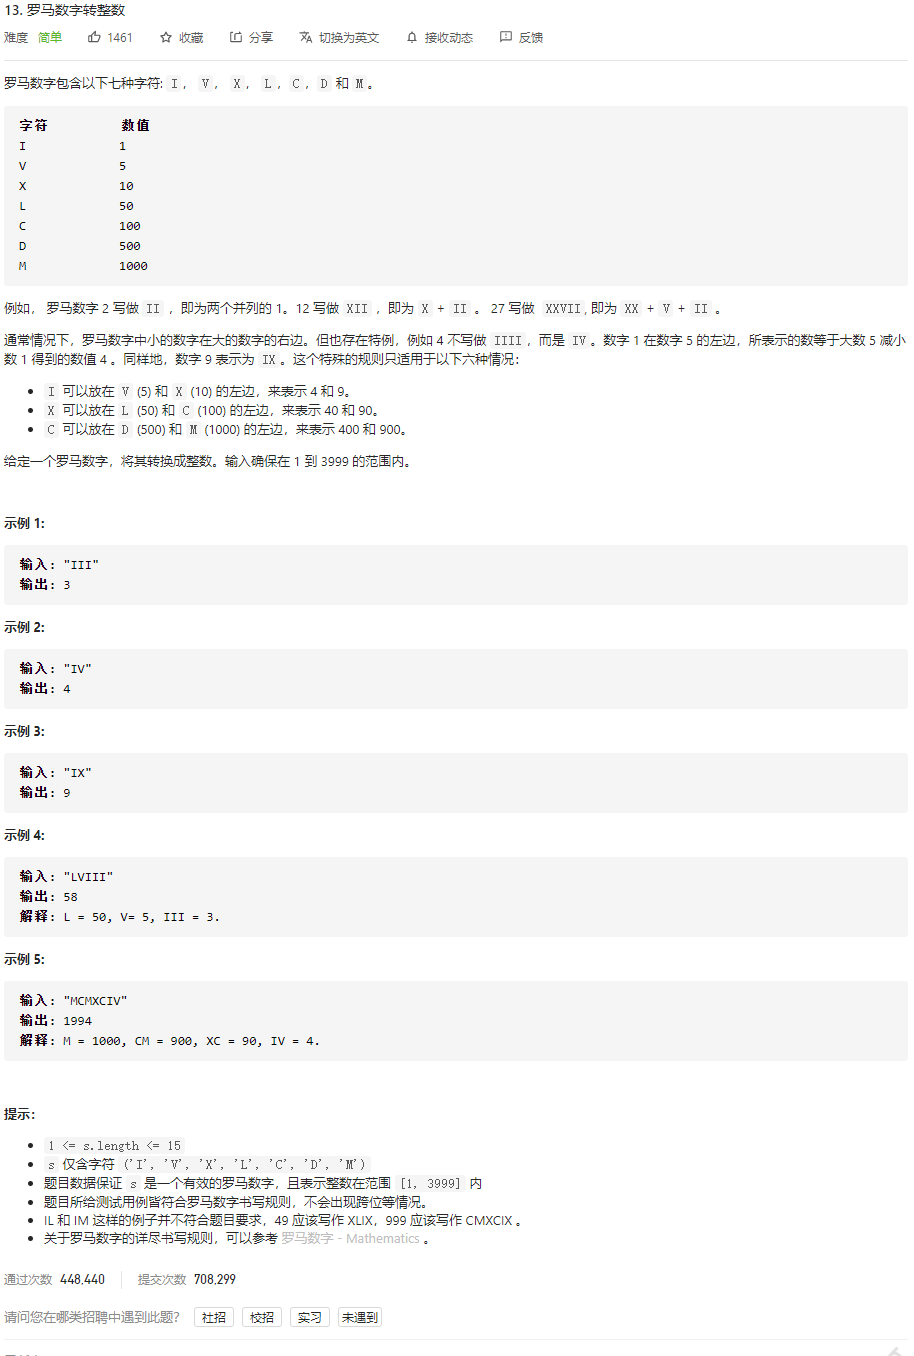 13. 罗马数字转整数
难度 简单 1461 收藏 分享 切换为英文 接收动态 反馈
罗马数字包含以下七种字符: I， V， X， L，C，D 和 M。
字符 数值
I 1
V 5
X 10
L 50
C 100
D 500
M 1000
例如， 罗马数字 2 写做 II ，即为两个并列的 1。12 写做 XII ，即为 X + II 。 27 写做 XXVII, 即为 XX + V + II 。
通常情况下，罗马数字中小的数字在大的数字的右边。但也存在特例，例如 4 不写做 IIII，而是 IV。数字 1 在数字 5 的左边，所表示的数等于大数 5 减小
数 1 得到的数值 4 。同样地，数字 9 表示为 IX。这个特殊的规则只适用于以下六种情况：
• I 可以放在 V (5) 和 X (10) 的左边，来表示 4 和 9。
• X 可以放在 L (50) 和 C (100) 的左边，来表示 40 和 90。
• C 可以放在 D (500) 和 M (1000) 的左边，来表示 400 和 900。
给定一个罗马数字，将其转换成整数。输入确保在 1 到 3999 的范围内。
示例 1:
输入: "III"
输出: 3
示例 2:
输入: "IV"
输出: 4
示例 3:
输入: "IX"
输出: 9
示例 4:
输入: "LVIII"
输出: 58
解释: L = 50, V= 5, III = 3.
示例 5:
输入: "MCMXCIV"
输出: 1994
解释: M = 1000, CM = 900, XC = 90, IV = 4.
提示：
• 1 <= s.length <= 15
• s 仅含字符 ('I', 'V', 'X', 'L', 'C', 'D', 'M')
• 题目数据保证 s 是一个有效的罗马数字，且表示整数在范围 [1, 3999] 内
• 题目所给测试用例皆符合罗马数字书写规则，不会出现跨位等情况。
• IL 和 IM 这样的例子并不符合题目要求，49 应该写作 XLIX，999 应该写作 CMXCIX 。
• 关于罗马数字的详尽书写规则，可以参考 罗马数字 - Mathematics 。
通过次数 448,440 提交次数 708,299
请问您在哪类招聘中遇到此题？ 社招 校招 实习 未遇到